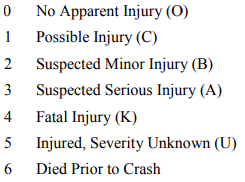 0 No Apparent Injury (O)
1 Possible Injury (C)
2 Suspected Minor Injury (B)
3 Suspected Serious Injury (A)
4 Fatal Injury (K)
5 Injured, Severity Unknown (U)
6 Died Prior to Crash